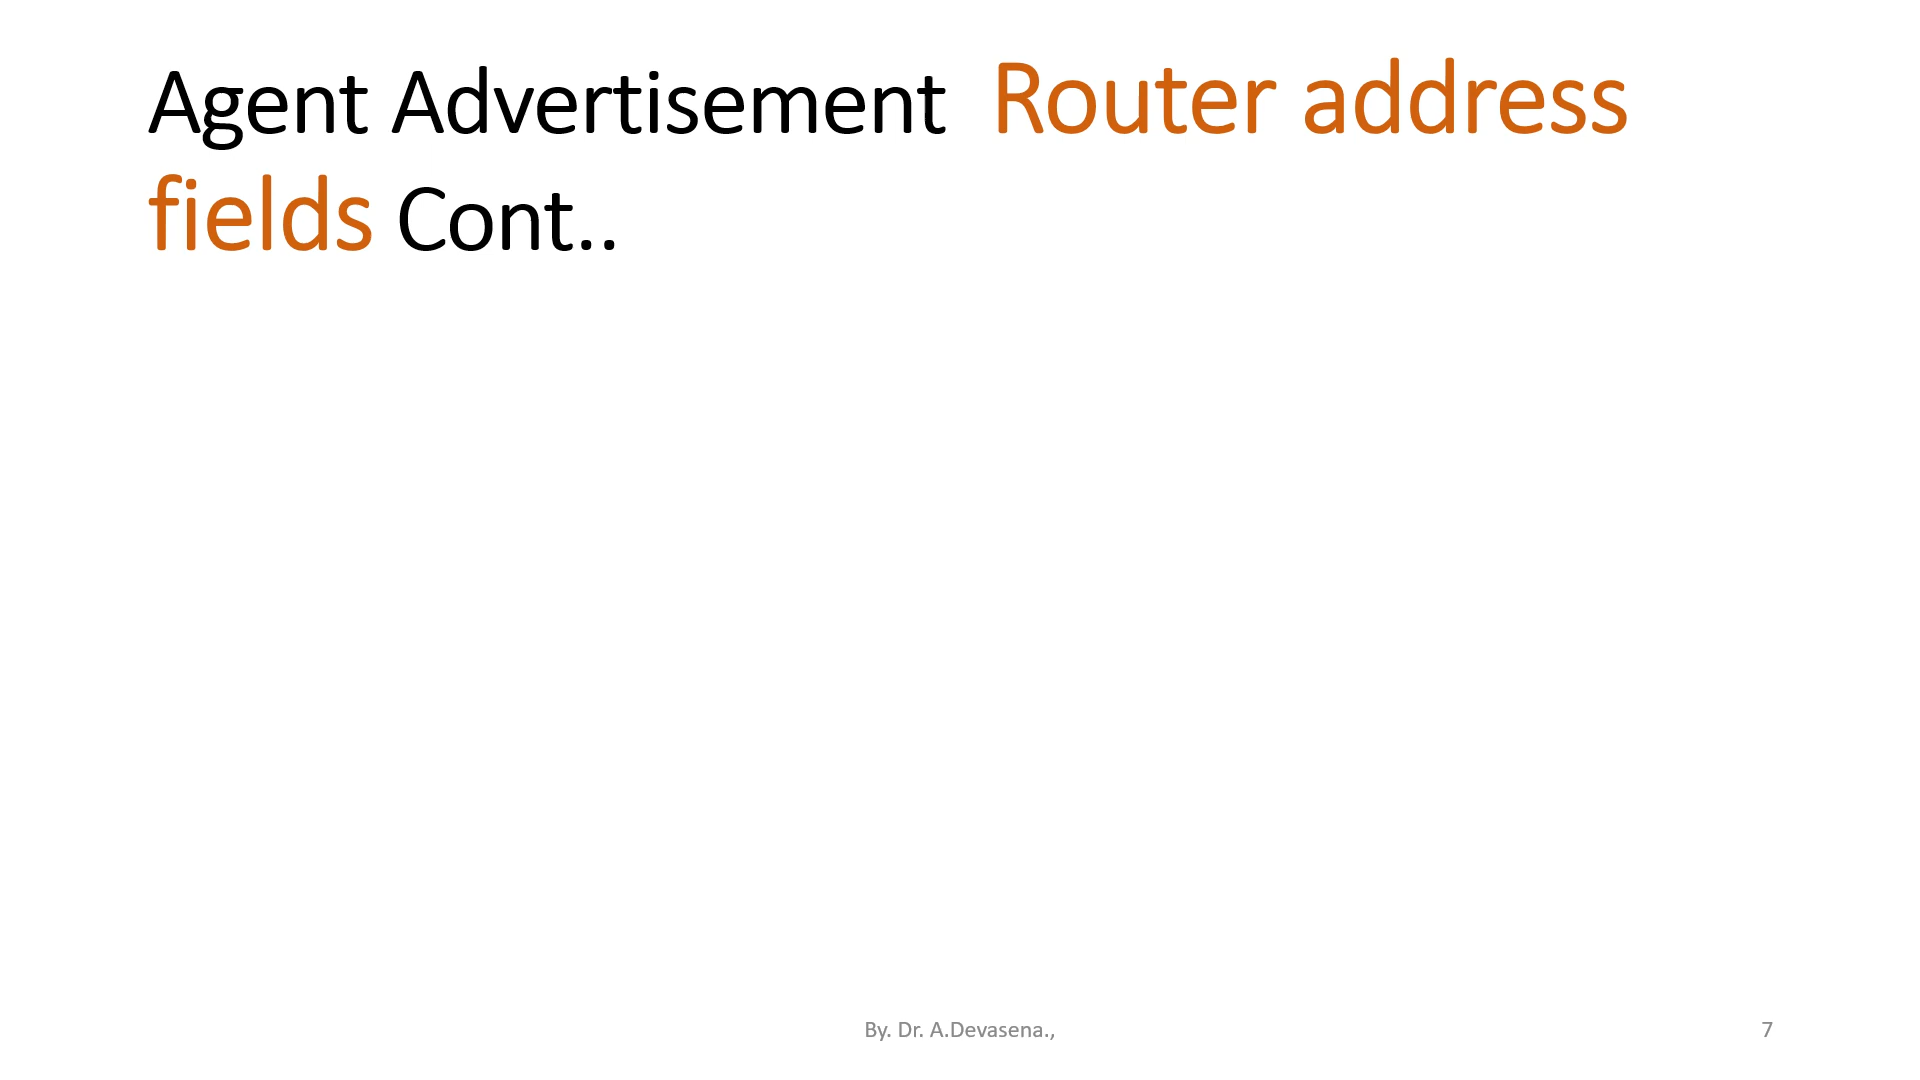 Agent Advertisement  Router address
fields Cont..
By. Dr. A.Devasena.,
7